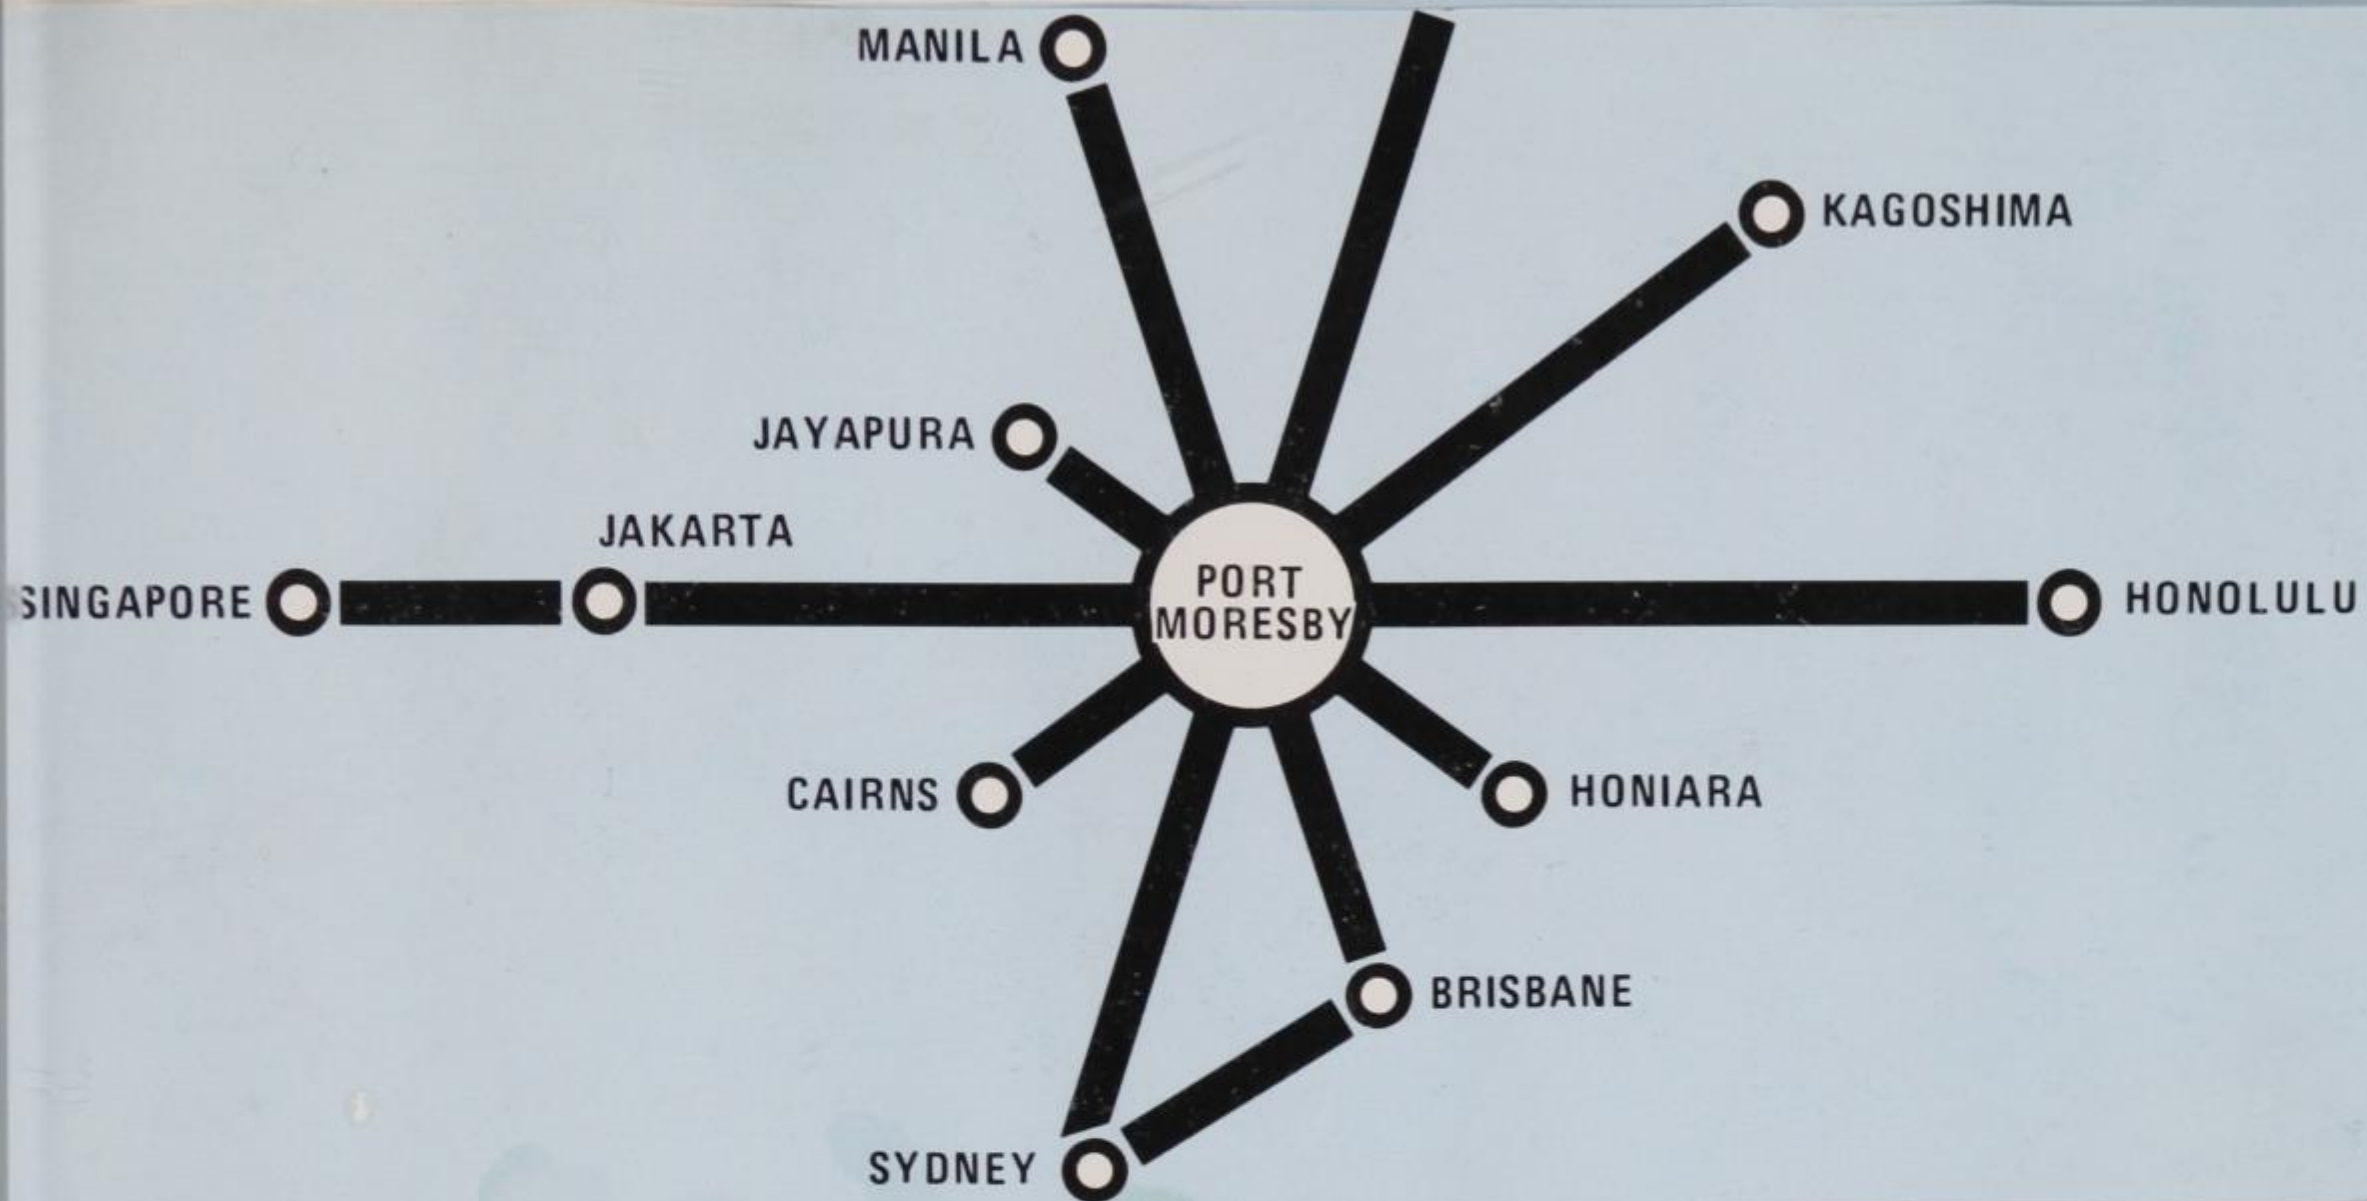 MANILA
KAGOSHIMA
JAYAPURA
JAKARTA
SINGAPORE
PORT
MORESBY
HONOLULU
CAIRNS
HONIARA
BRISBANE
SYDNEY